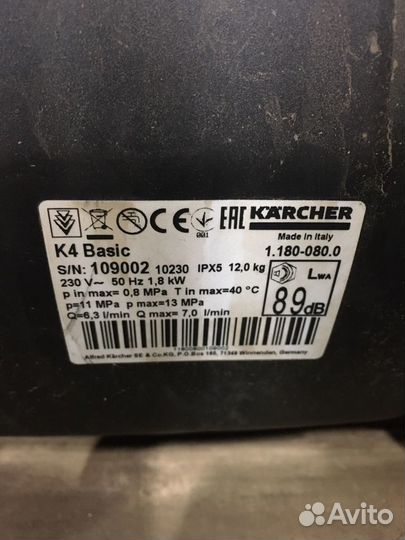 EAC KÄRCHER
Made in Italy
K4 Basic 1.180-080.0
S/N: 109002 10230 IPX5 12,0 kg
230 V~ 50 Hz 1,8 kW
p in max= 0,8 MPa T in max=40 °C
p=11 MPa p max=13 MPa
Q=6,3 l/min Q max= 7,0 l/min
LWA
89dB
Alfred Kärcher SE & Co.KG, P.O.Box 160, 71349 Winnenden, Germany
Avito